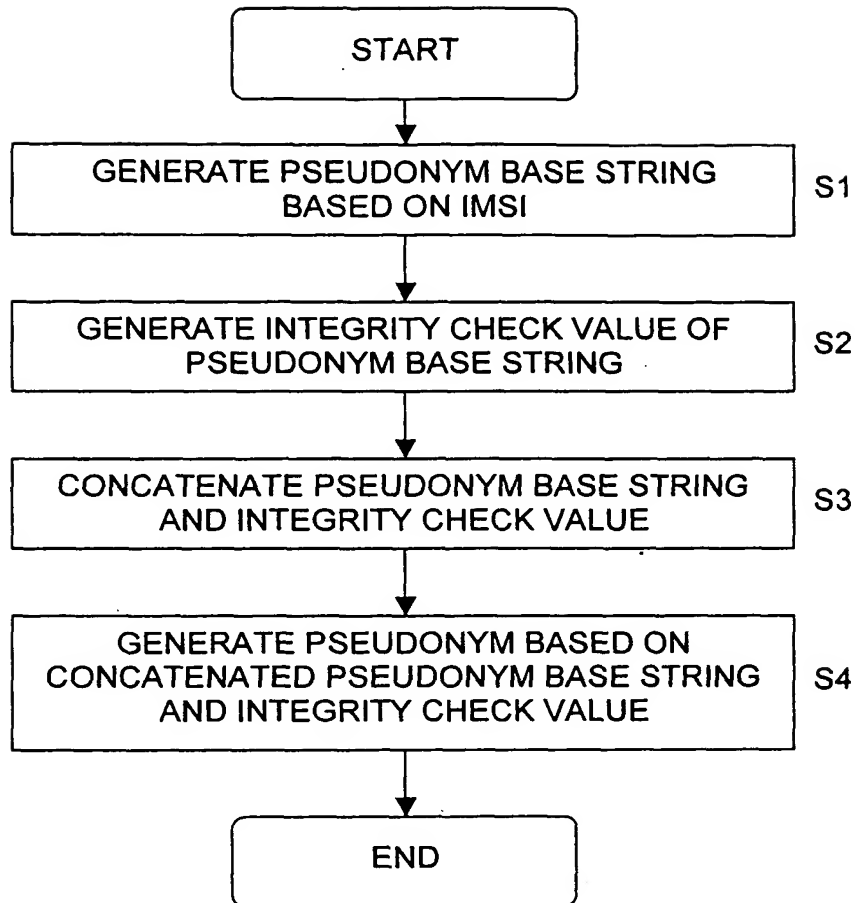 START
GENERATE PSEUDONYM BASE STRING
BASED ON IMSI
S1
GENERATE INTEGRITY CHECK VALUE OF
PSEUDONYM BASE STRING
S2
CONCATENATE PSEUDONYM BASE STRING
AND INTEGRITY CHECK VALUE
S3
GENERATE PSEUDONYM BASED ON
CONCATENATED PSEUDONYM BASE STRING
AND INTEGRITY CHECK VALUE
S4
END